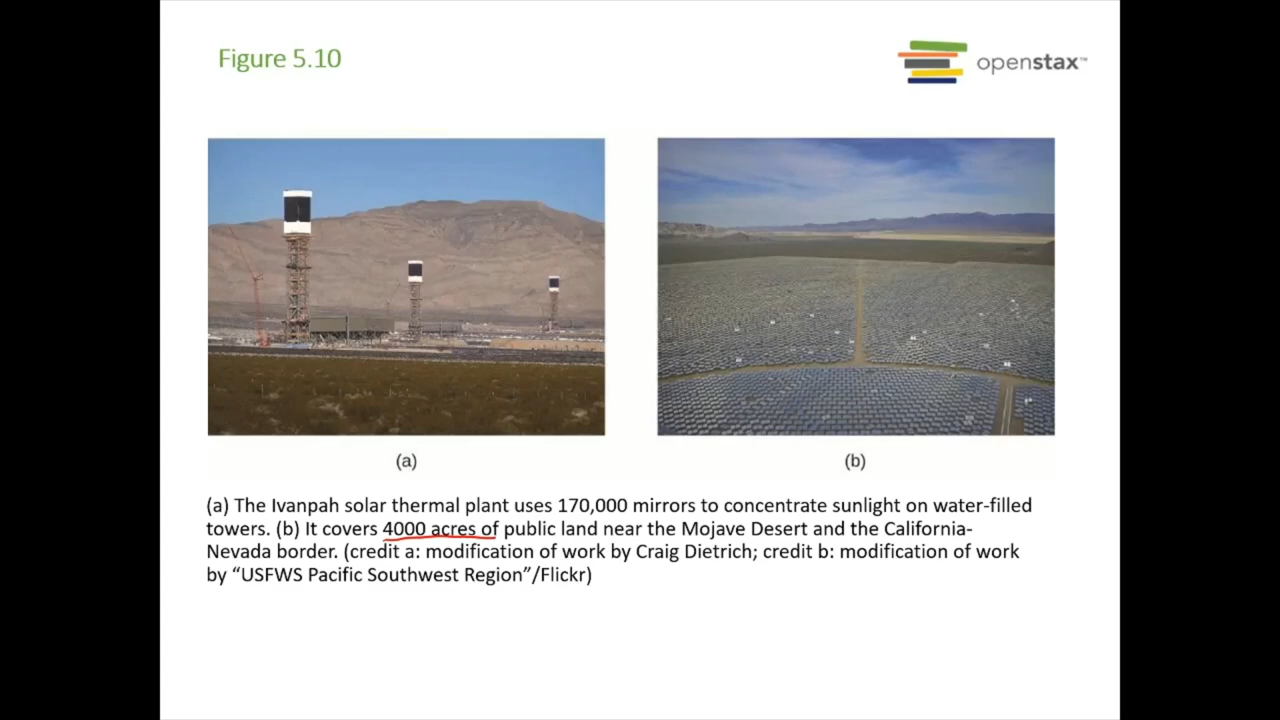 Figure 5.10
openstax™
(a)
(b)
(a) The Ivanpah solar thermal plant uses 170,000 mirrors to concentrate sunlight on water-filled
towers. (b) It covers 4000 acres of public land near the Mojave Desert and the California-
Nevada border. (credit a: modification of work by Craig Dietrich; credit b: modification of work
by “USFWS Pacific Southwest Region”/Flickr)